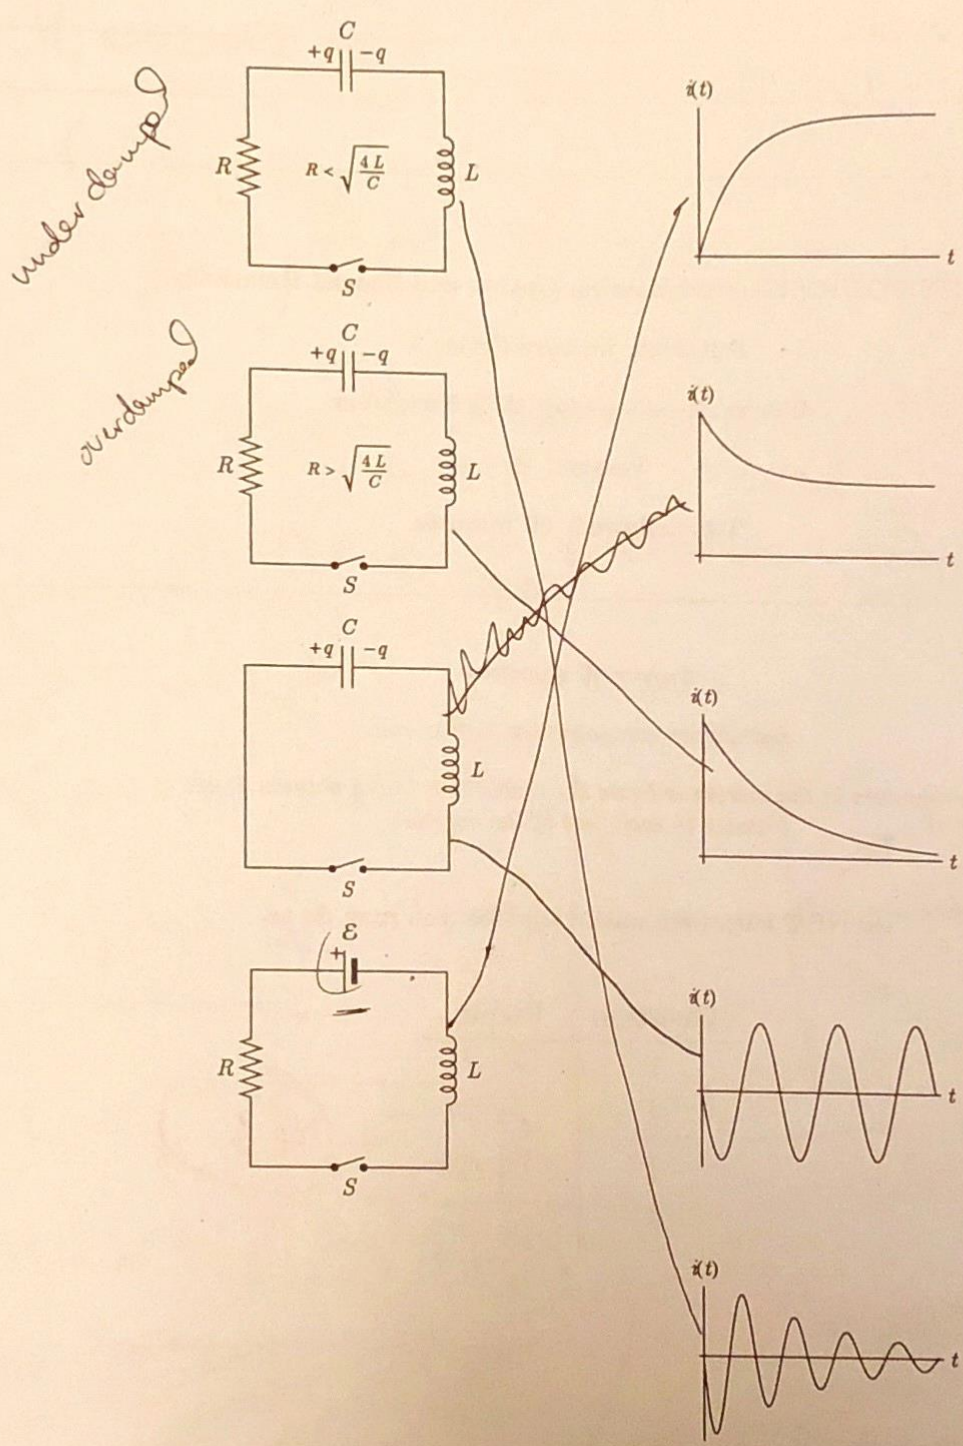 underdamped
C
+q -q
R
R < √(4L/C)
L
S
overdamped
C
+q -q
R
R > √(4L/C)
L
S
C
+q -q
L
S
ℰ
+
R
L
S
i(t)
t
i(t)
t
i(t)
t
i(t)
t
i(t)
t